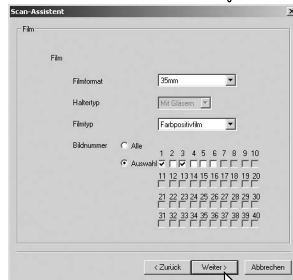 Scan-Assistent
Film
Film
Filmformat 35mm
Haltertyp Mit Gläsern
Filmtyp Farbpositivfilm
Bildnummer Alle
Auswahl 1 2 3 4 5 6 7 8 9 10
11 12 13 14 15 16 17 18 19 20
21 22 23 24 25 26 27 28 29 30
31 32 33 34 35 36 37 38 39 40
< Zurück Weiter > Abbrechen